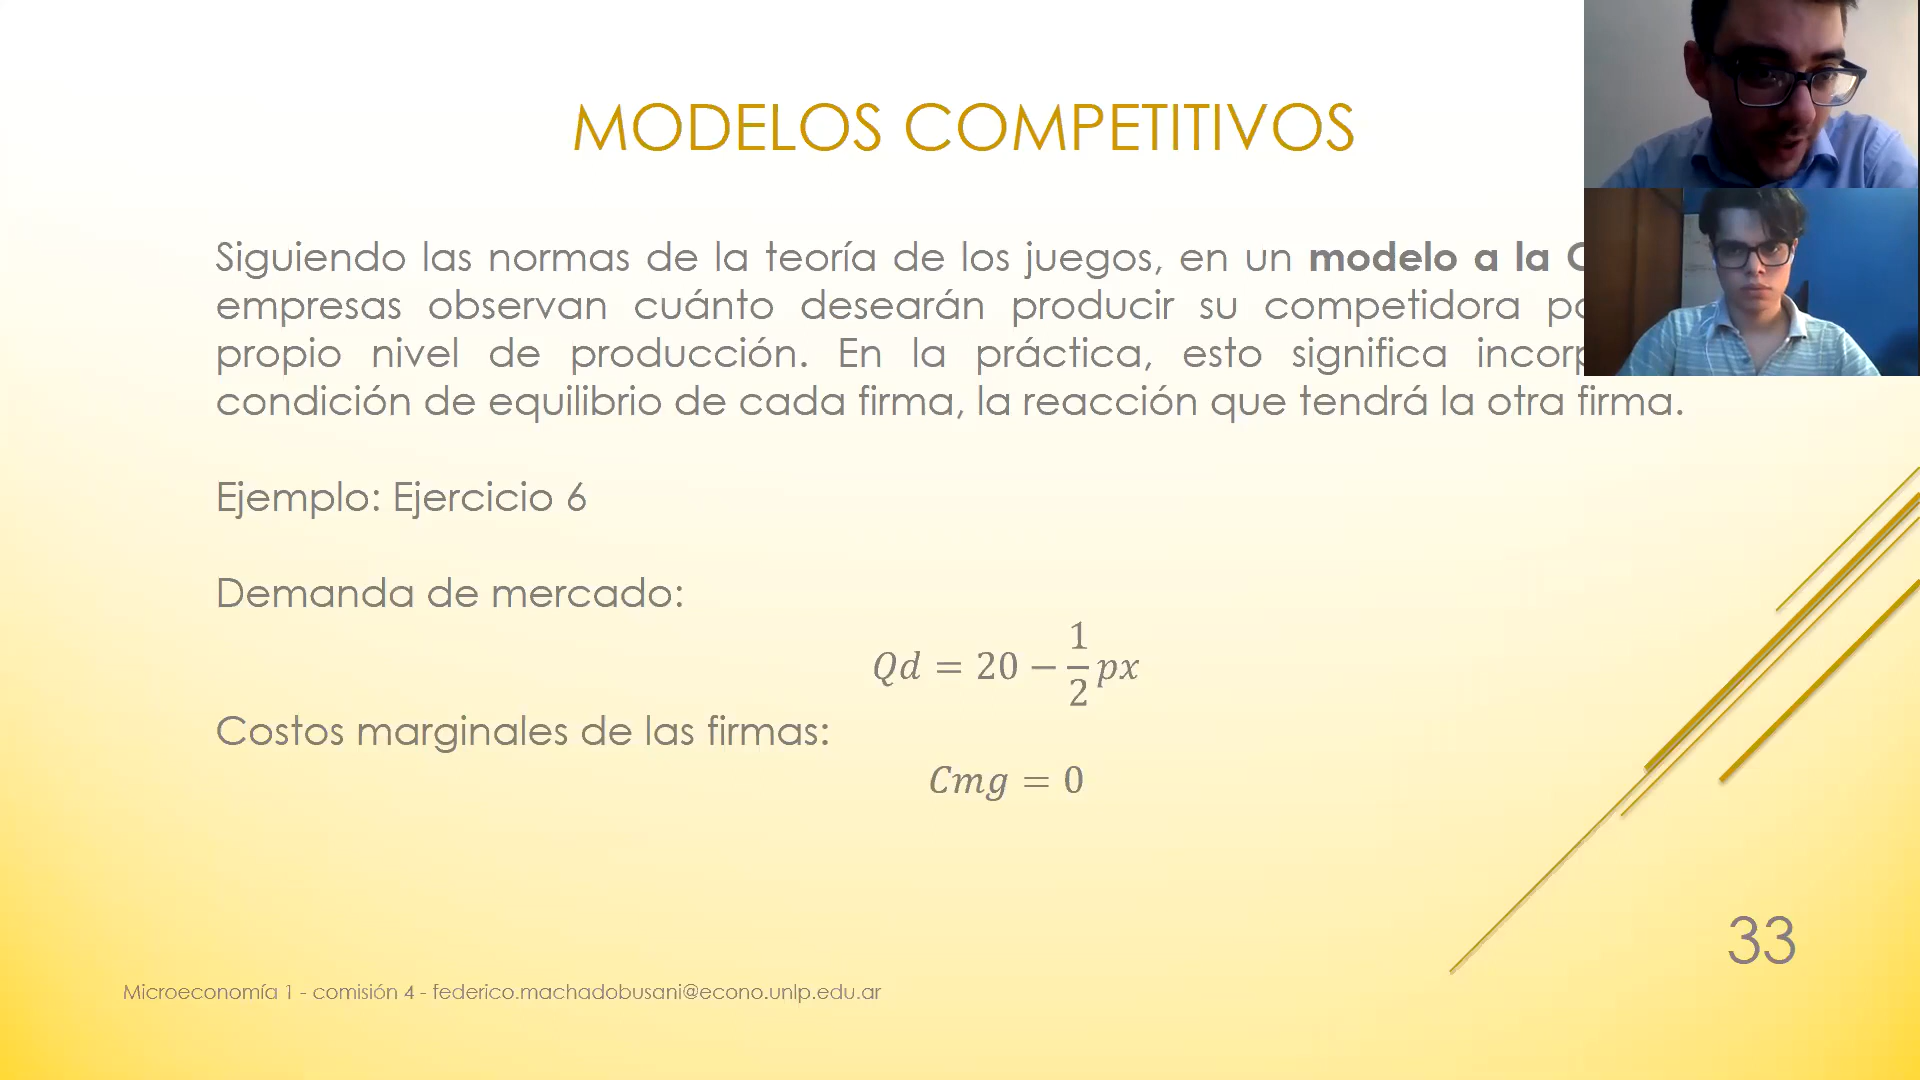 MODELOS COMPETITIVOS
Siguiendo las normas de la teoría de los juegos, en un modelo a la
empresas observan cuánto desearán producir su competidora
propio nivel de producción. En la práctica, esto significa
condición de equilibrio de cada firma, la reacción que tendrá la otra firma.
Ejemplo: Ejercicio 6
Demanda de mercado:
Qd = 20 − \frac{1}{2} px
Costos marginales de las firmas:
Cmg = 0
33
Microeconomía 1 - comisión 4 - federico.machadobusani@econo.unlp.edu.ar